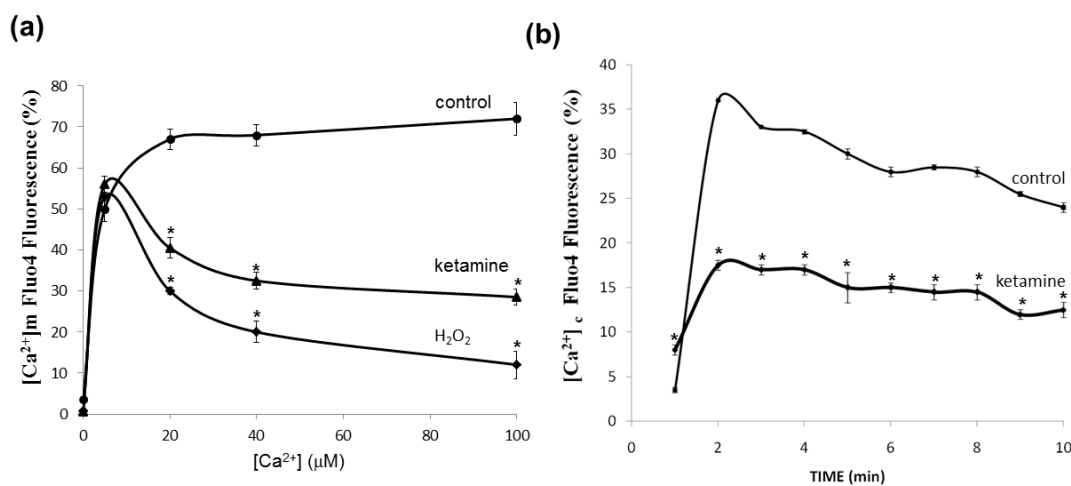 (a)
[Ca²⁺]m Fluo4 Fluorescence (%)
80
70
60
50
40
30
20
10
0
control
ketamine
H₂O₂
* * *
* * *
0 20 40 60 80 100
[Ca²⁺] (µM)
(b)
[Ca²⁺]c Fluo4 Fluorescence (%)
40
35
30
25
20
15
10
5
0
control
ketamine
* * * * * * * * * *
0 2 4 6 8 10
TIME (min)